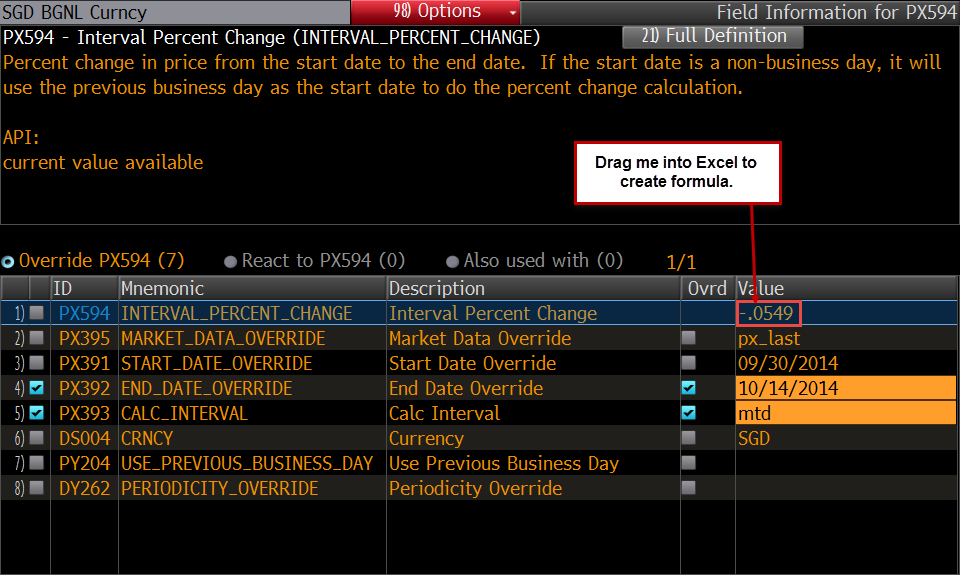 SGD BGNL Curncy 98) Options Field Information for PX594
PX594 - Interval Percent Change (INTERVAL_PERCENT_CHANGE) 21) Full Definition
Percent change in price from the start date to the end date. If the start date is a non-business day, it will
use the previous business day as the start date to do the percent change calculation.
API:
current value available
Drag me into Excel to
create formula.
Override PX594 (7) React to PX594 (0) Also used with (0) 1/1
ID Mnemonic Description Ovrd Value
1) PX594 INTERVAL_PERCENT_CHANGE Interval Percent Change -.0549
2) PX395 MARKET_DATA_OVERRIDE Market Data Override px_last
3) PX391 START_DATE_OVERRIDE Start Date Override 09/30/2014
4) PX392 END_DATE_OVERRIDE End Date Override 10/14/2014
5) PX393 CALC_INTERVAL Calc Interval mtd
6) DS004 CRNCY Currency SGD
7) PY204 USE_PREVIOUS_BUSINESS_DAY Use Previous Business Day
8) DY262 PERIODICITY_OVERRIDE Periodicity Override